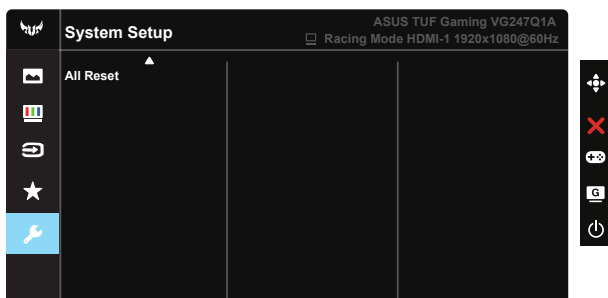 System Setup
ASUS TUF Gaming VG247Q1A
Racing Mode HDMI-1 1920x1080@60Hz
All Reset
G